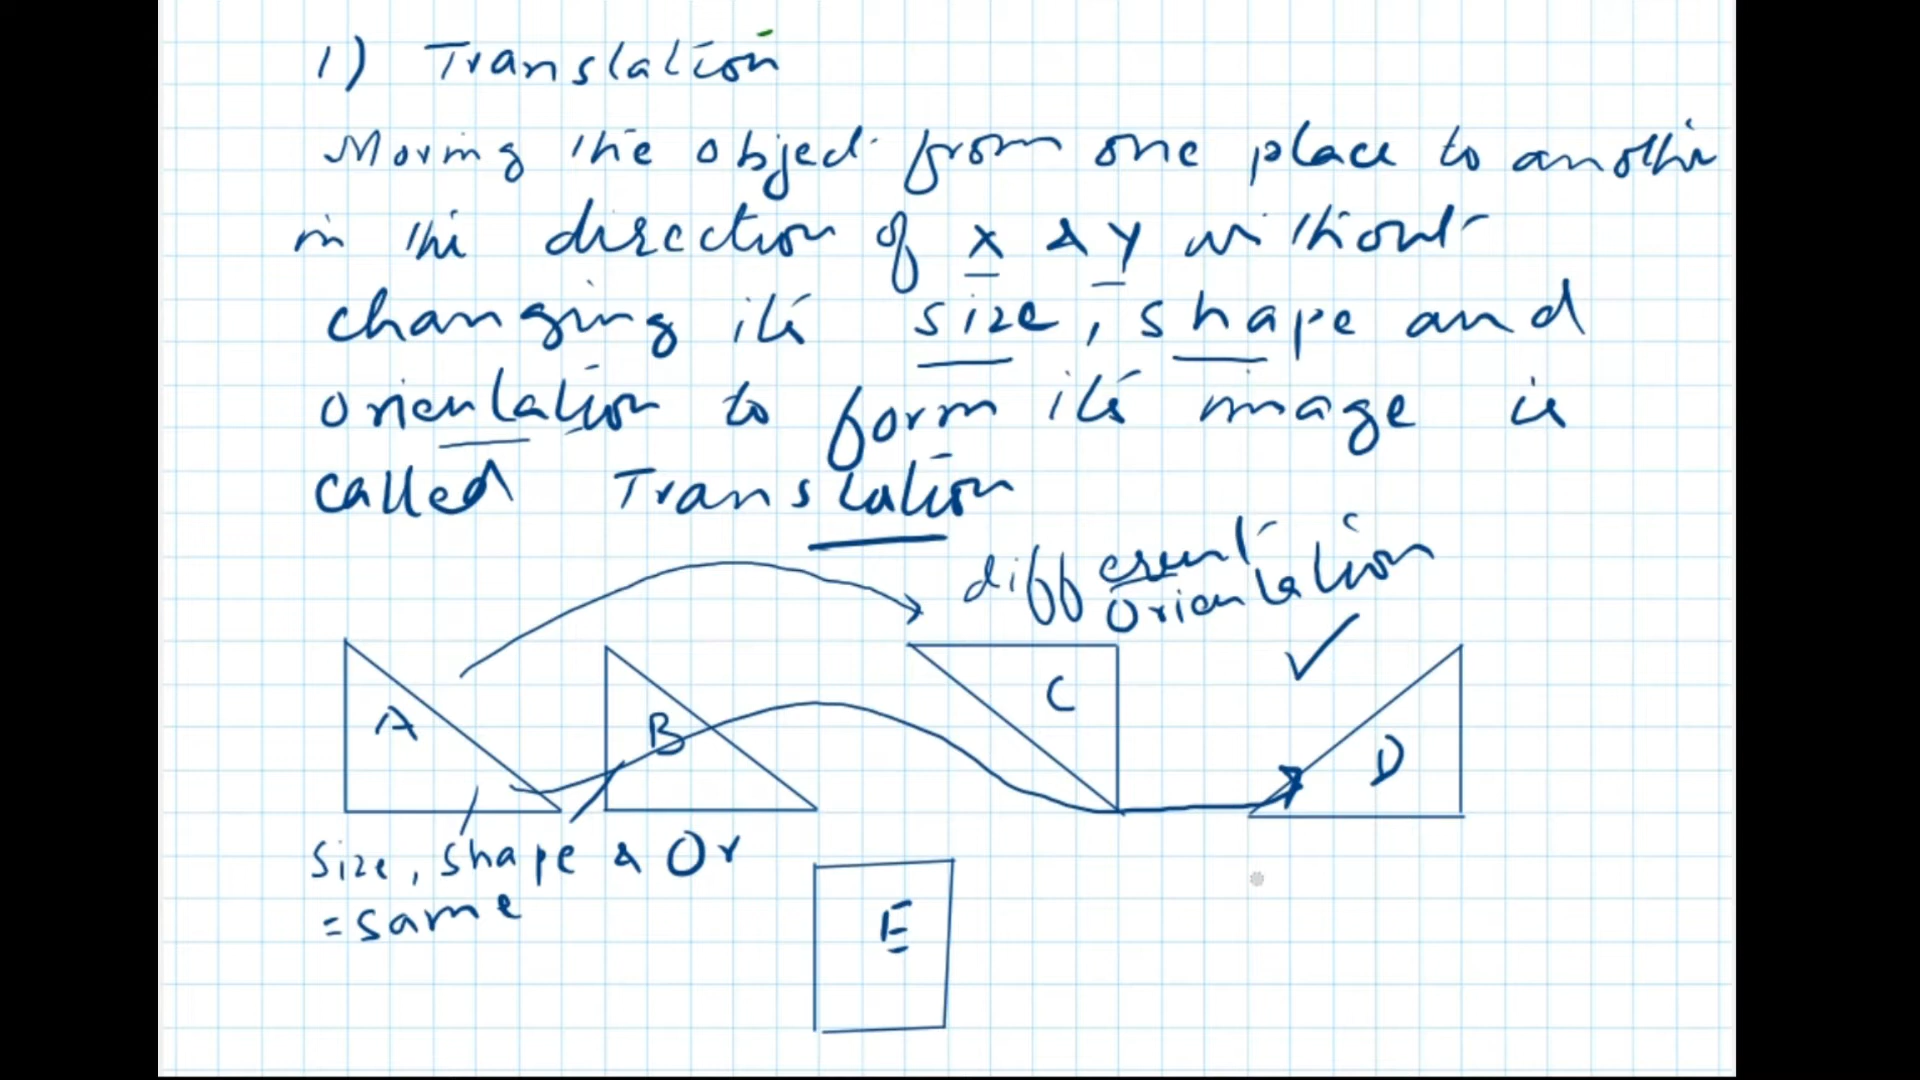 1) Translation
Moving the object from one place to another
in the direction of X & Y without
changing its size, shape and
orientation to form its image is
called Translation
different
orientation
A
B
C
D
size, shape & Or
= same
E